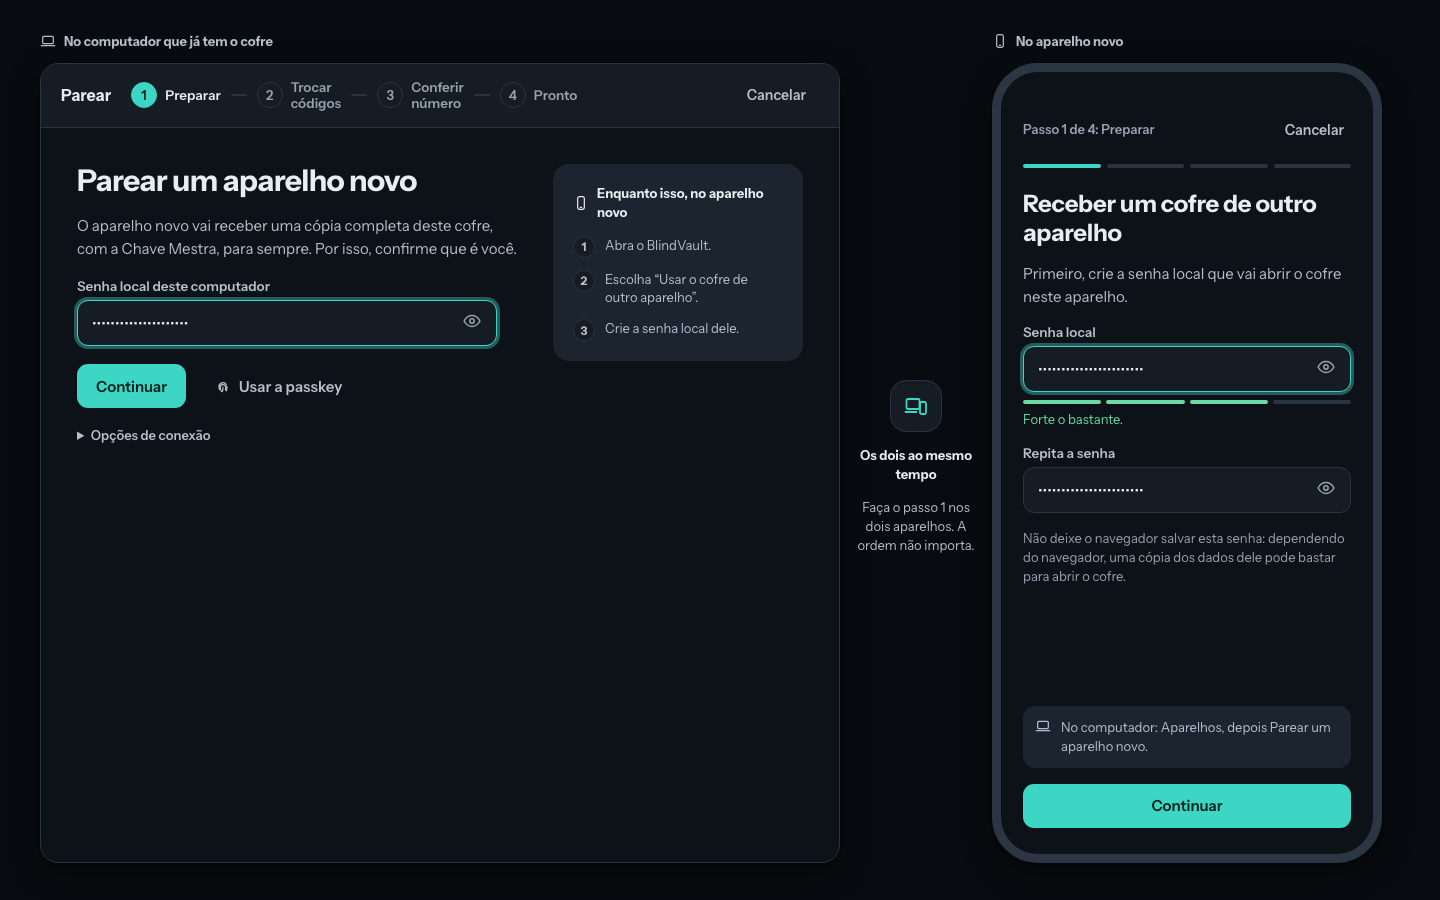 No computador que já tem o cofre
Parear
1 Preparar
2 Trocar códigos
3 Conferir número
4 Pronto
Cancelar
Parear um aparelho novo
O aparelho novo vai receber uma cópia completa deste cofre,
com a Chave Mestra, para sempre. Por isso, confirme que é você.
Senha local deste computador
Continuar
Usar a passkey
Opções de conexão
Enquanto isso, no aparelho
novo
1 Abra o BlindVault.
2 Escolha “Usar o cofre de
outro aparelho”.
3 Crie a senha local dele.
Os dois ao mesmo
tempo
Faça o passo 1 nos
dois aparelhos. A
ordem não importa.
No aparelho novo
Passo 1 de 4: Preparar
Cancelar
Receber um cofre de outro
aparelho
Primeiro, crie a senha local que vai abrir o cofre
neste aparelho.
Senha local
Forte o bastante.
Repita a senha
Não deixe o navegador salvar esta senha: dependendo
do navegador, uma cópia dos dados dele pode bastar
para abrir o cofre.
No computador: Aparelhos, depois Parear um
aparelho novo.
Continuar